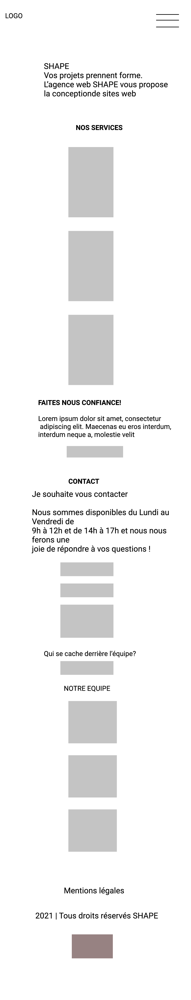 LOGO
SHAPE
Vos projets prennent forme.
L’agence web SHAPE vous propose
la conceptionde sites web
NOS SERVICES
FAITES NOUS CONFIANCE!
Lorem ipsum dolor sit amet, consectetur
adipiscing elit. Maecenas eu eros interdum,
interdum neque a, molestie velit
CONTACT
Je souhaite vous contacter
Nous sommes disponibles du Lundi au
Vendredi de
9h à 12h et de 14h à 17h et nous nous
ferons une
joie de répondre à vos questions !
Qui se cache derrière l’équipe?
NOTRE EQUIPE
Mentions légales
2021 | Tous droits réservés SHAPE